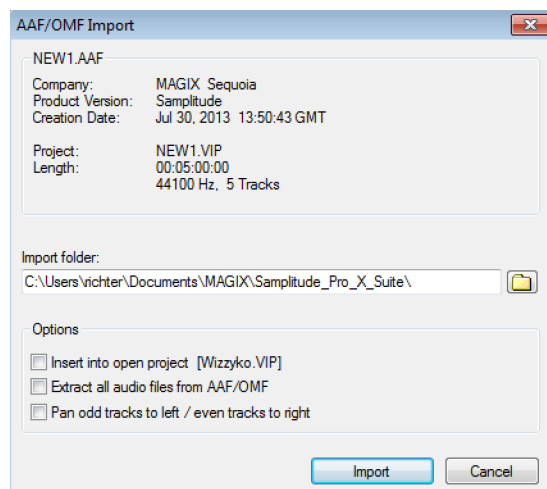 AAF/OMF Import
NEW1.AAF
Company: MAGIX Sequoia
Product Version: Samplitude
Creation Date: Jul 30, 2013 13:50:43 GMT
Project: NEW1.VIP
Length: 00:05:00:00
44100 Hz, 5 Tracks
Import folder:
C:\Users\richter\Documents\MAGIX\Samplitude_Pro_X_Suite\
Options
Insert into open project [Wizzyko.VIP]
Extract all audio files from AAF/OMF
Pan odd tracks to left / even tracks to right
Import Cancel